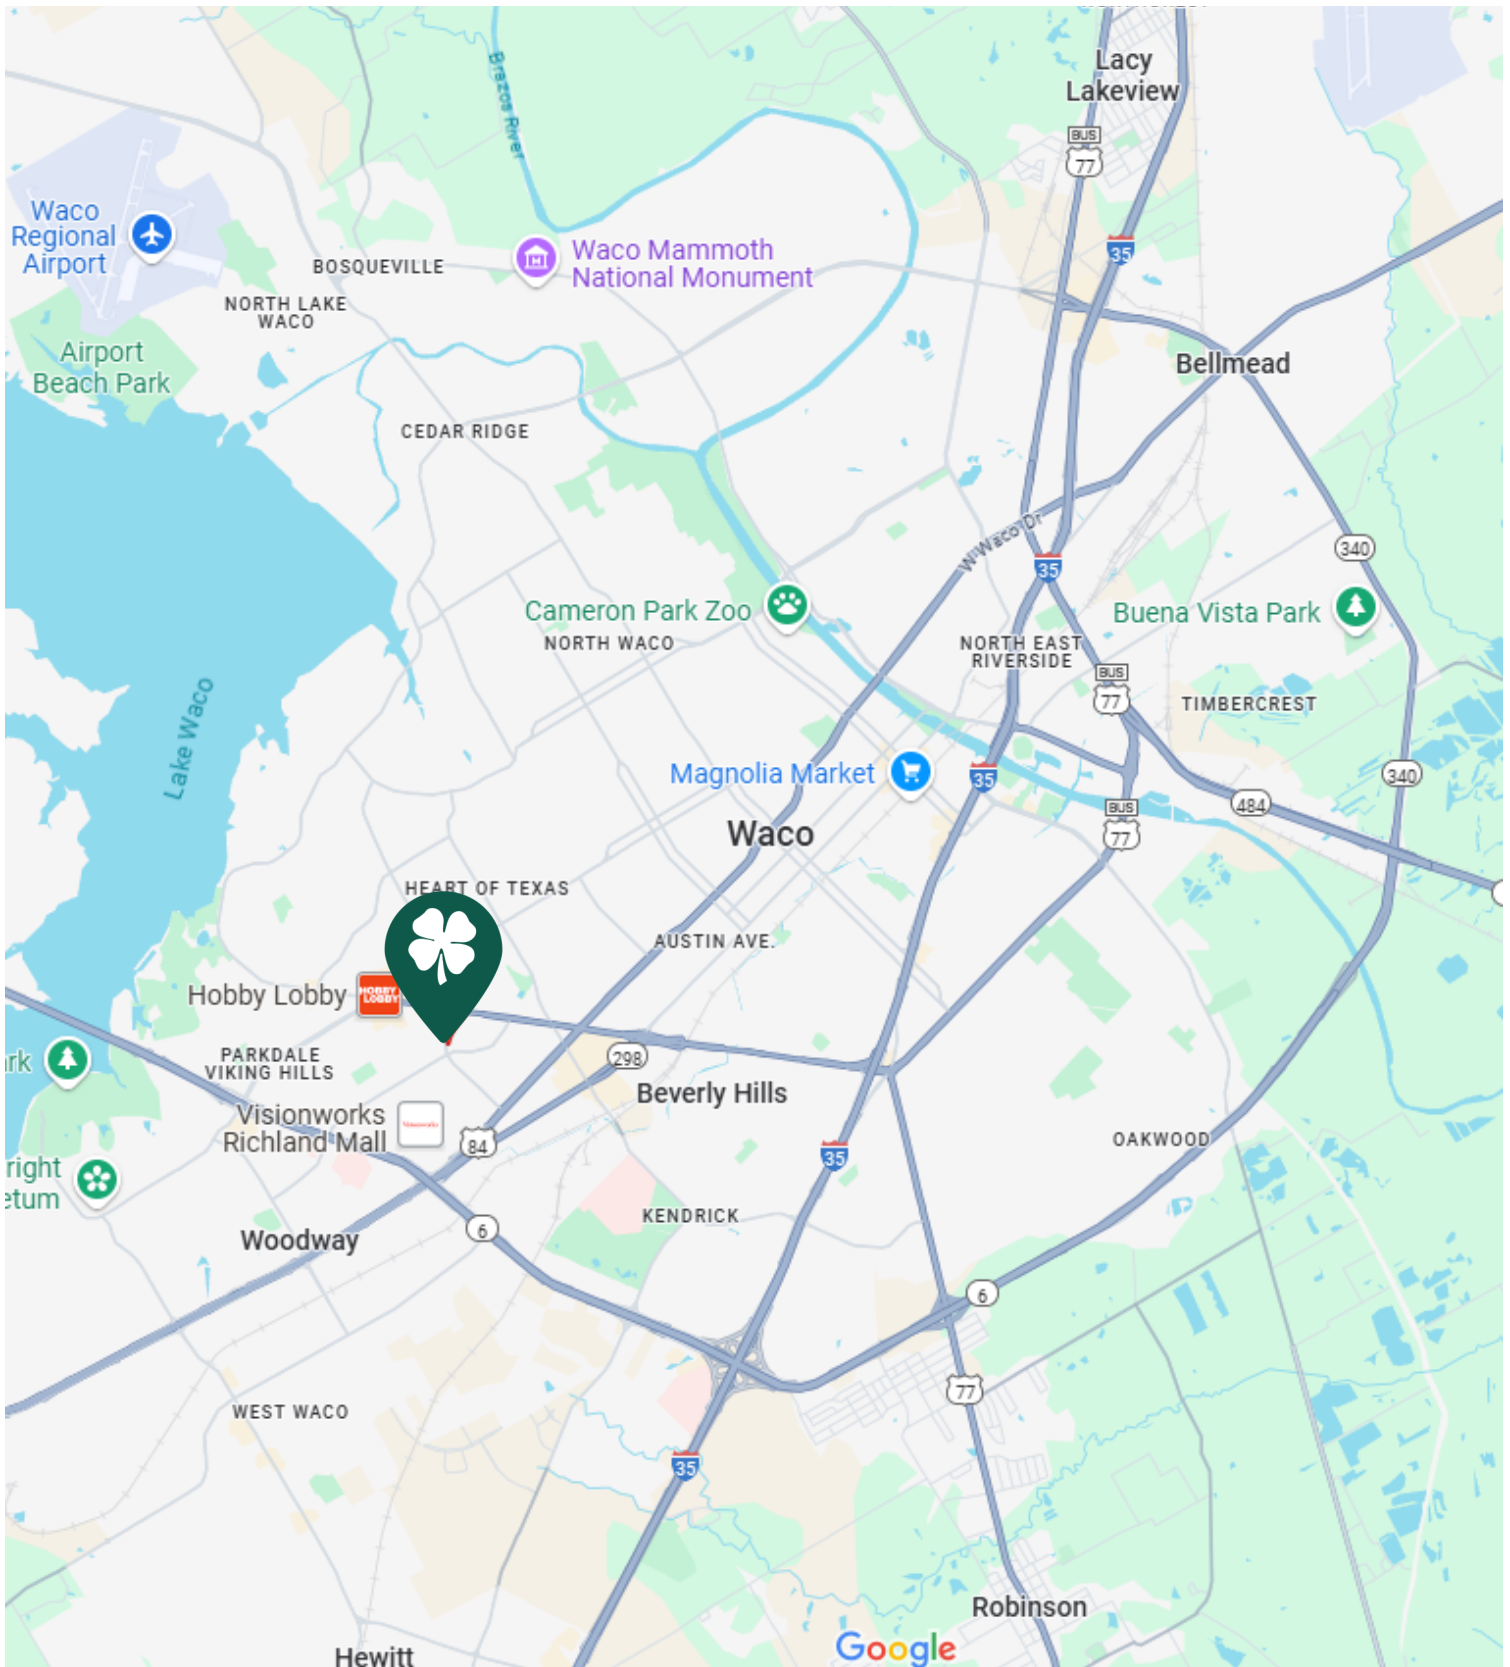 Lacy
Lakeview
BUS
77
Brazos River
Waco
Regional
Airport
Waco Mammoth
National Monument
35
BOSQUEVILLE
NORTH LAKE
WACO
Airport
Beach Park
Bellmead
CEDAR RIDGE
W Waco Dr
340
35
Cameron Park Zoo
Buena Vista Park
NORTH WACO
NORTH EAST
RIVERSIDE
BUS
77
TIMBERCREST
Lake Waco
Magnolia Market
35
340
484
BUS
77
Waco
HEART OF TEXAS
AUSTIN AVE.
Hobby Lobby
HOBBY
LOBBY
PARKDALE
VIKING HILLS
298
Beverly Hills
Visionworks
Richland Mall
Visionworks
84
35
OAKWOOD
KENDRICK
Woodway
6
6
77
WEST WACO
35
Robinson
Google
Hewitt